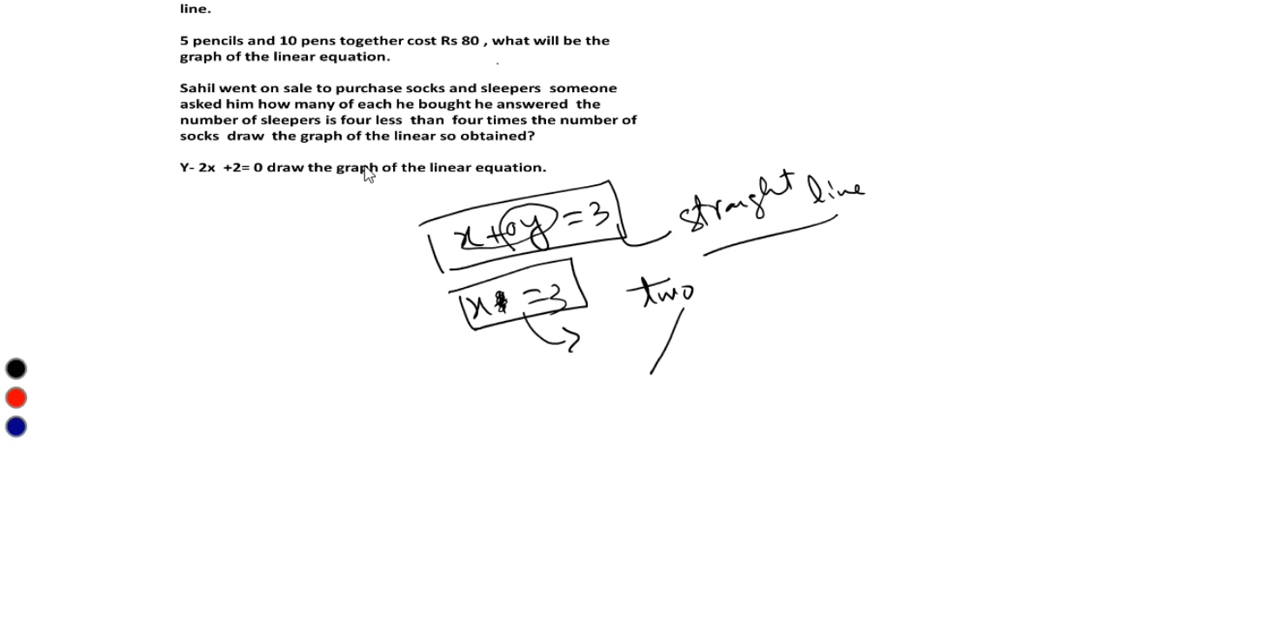 line.
5 pencils and 10 pens together cost Rs 80 , what will be the
graph of the linear equation.
Sahil went on sale to purchase socks and sleepers someone
asked him how many of each he bought he answered the
number of sleepers is four less than four times the number of
socks draw the graph of the linear so obtained?
Y- 2x +2= 0 draw the graph of the linear equation.
x+0y=3
straight line
x =3
two